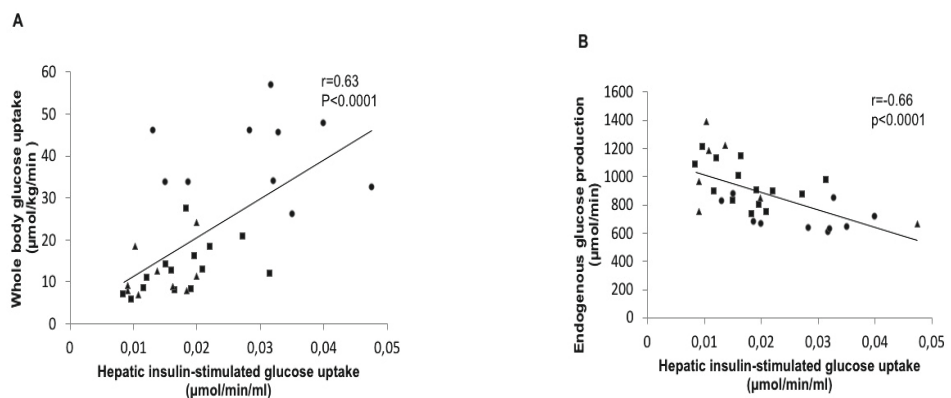 A
Whole body glucose uptake
(µmol/kg/min )
60
50
40
30
20
10
0
r=0.63
P<0.0001
0 0,01 0,02 0,03 0,04 0,05
Hepatic insulin-stimulated glucose uptake
(µmol/min/ml)
B
Endogenous glucose production
(µmol/min)
1600
1400
1200
1000
800
600
400
200
0
r=-0.66
p<0.0001
0 0,01 0,02 0,03 0,04 0,05
Hepatic insulin-stimulated glucose uptake
(µmol/min/ml)